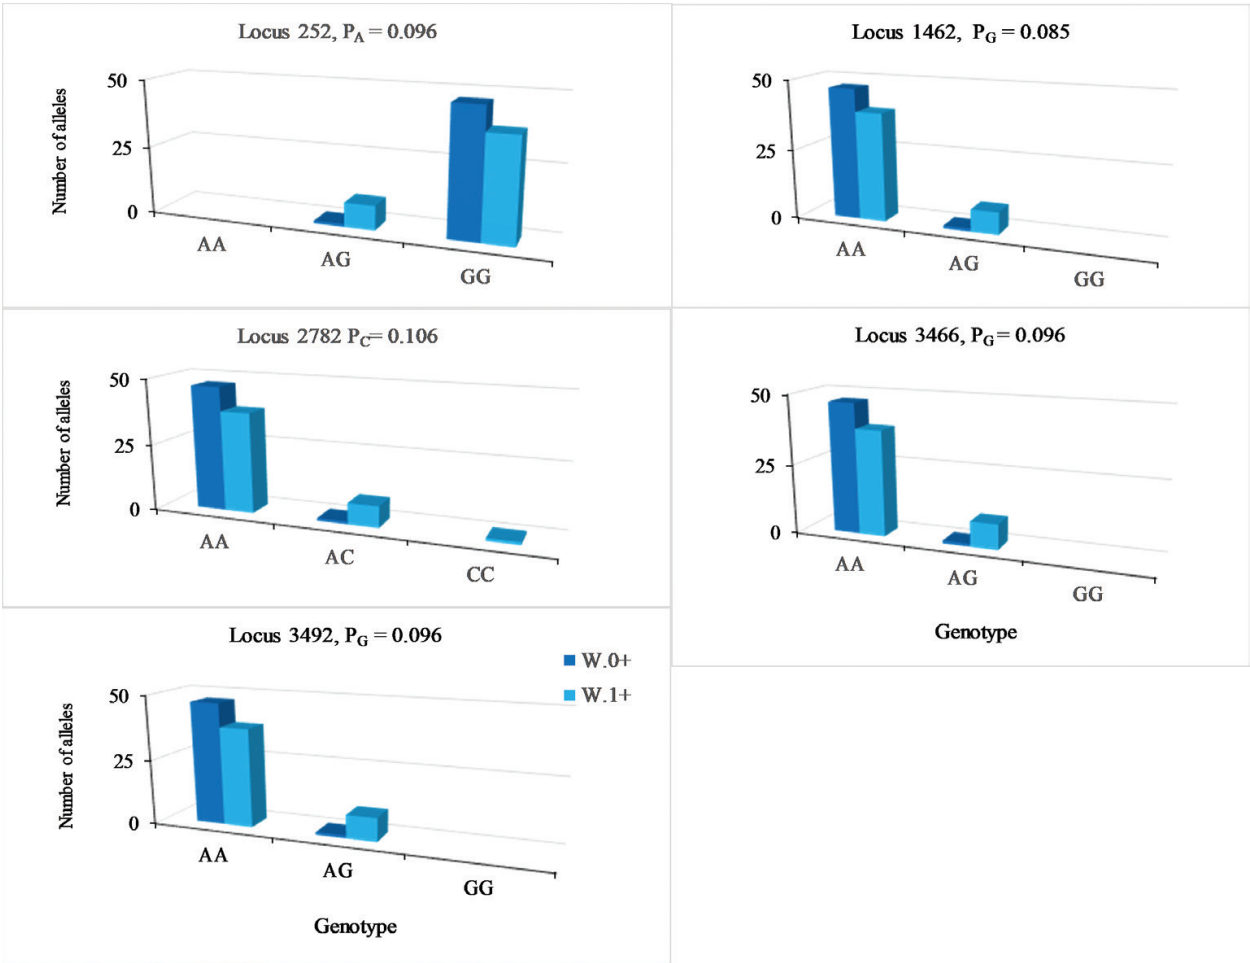 Locus 252, PA = 0.096
Number of alleles
50
25
0
AA
AG
GG
Locus 1462, PG = 0.085
50
25
0
AA
AG
GG
Locus 2782 PC= 0.106
Number of alleles
50
25
0
AA
AC
CC
Locus 3466, PG = 0.096
50
25
0
AA
AG
GG
Genotype
Locus 3492, PG = 0.096
W.0+
W.1+
Number of alleles
50
25
0
AA
AG
GG
Genotype